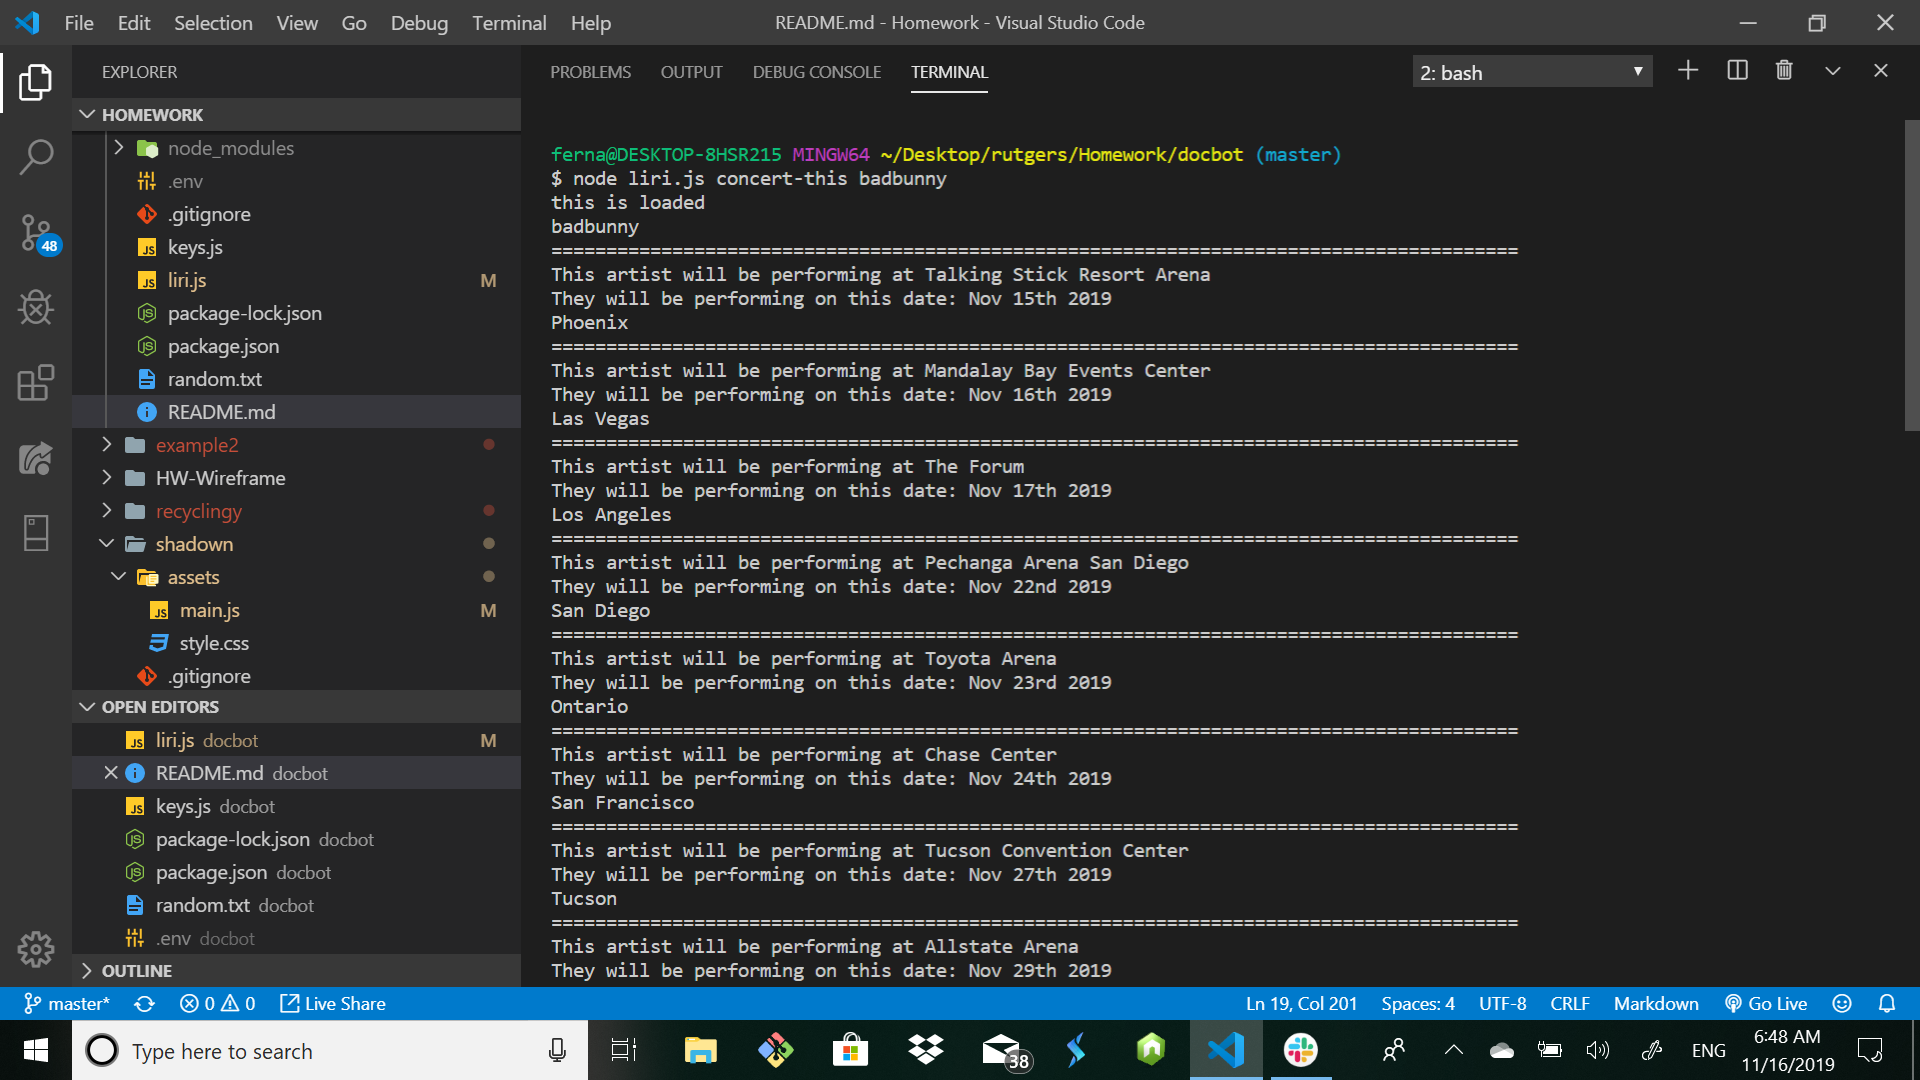 File Edit Selection View Go Debug Terminal Help
README.md - Homework - Visual Studio Code
EXPLORER
HOMEWORK
node_modules
.env
.gitignore
JS keys.js
JS liri.js M
JS package-lock.json
JS package.json
random.txt
i README.md
example2
HW-Wireframe
recyclingy
shadown
assets
JS main.js M
style.css
.gitignore
OPEN EDITORS
JS liri.js docbot M
i README.md docbot
JS keys.js docbot
JS package-lock.json docbot
JS package.json docbot
random.txt docbot
.env docbot
OUTLINE
48
PROBLEMS OUTPUT DEBUG CONSOLE TERMINAL
2: bash
ferna@DESKTOP-8HSR215 MINGW64 ~/Desktop/rutgers/Homework/docbot (master)
$ node liri.js concert-this badbunny
this is loaded
badbunny
========================================================================================
This artist will be performing at Talking Stick Resort Arena
They will be performing on this date: Nov 15th 2019
Phoenix
========================================================================================
This artist will be performing at Mandalay Bay Events Center
They will be performing on this date: Nov 16th 2019
Las Vegas
========================================================================================
This artist will be performing at The Forum
They will be performing on this date: Nov 17th 2019
Los Angeles
========================================================================================
This artist will be performing at Pechanga Arena San Diego
They will be performing on this date: Nov 22nd 2019
San Diego
========================================================================================
This artist will be performing at Toyota Arena
They will be performing on this date: Nov 23rd 2019
Ontario
========================================================================================
This artist will be performing at Chase Center
They will be performing on this date: Nov 24th 2019
San Francisco
========================================================================================
This artist will be performing at Tucson Convention Center
They will be performing on this date: Nov 27th 2019
Tucson
========================================================================================
This artist will be performing at Allstate Arena
They will be performing on this date: Nov 29th 2019
master* 0 0 Live Share
Ln 19, Col 201 Spaces: 4 UTF-8 CRLF Markdown Go Live
Type here to search
38
ENG
6:48 AM
11/16/2019